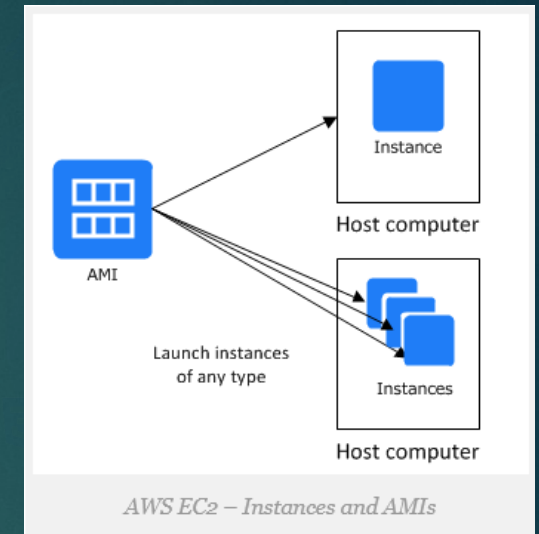 Instance
Host computer
AMI
Launch instances
of any type
Instances
Host computer
AWS EC2 – Instances and AMIs